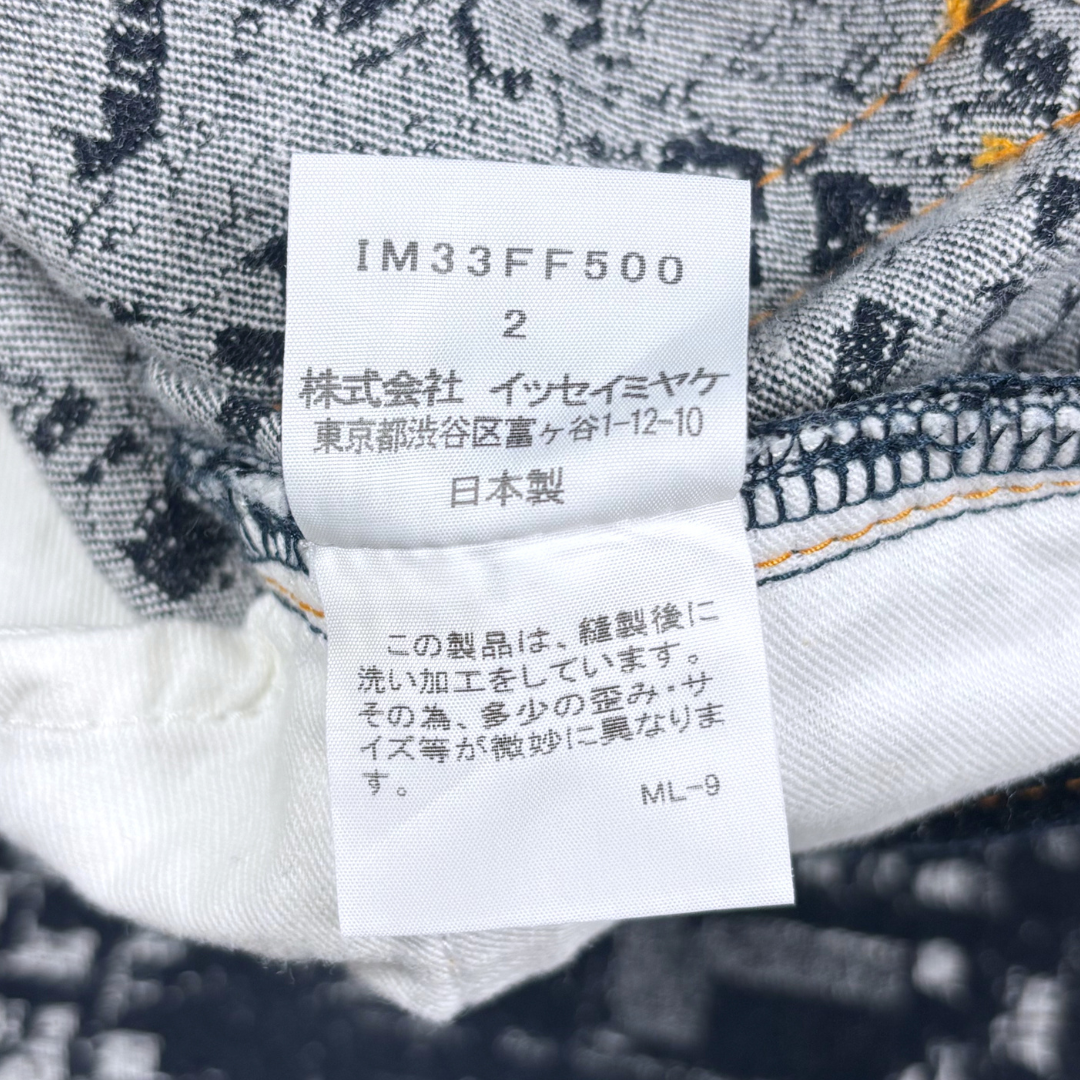 IM33FF500
2
株式会社 イッセイミヤケ
東京都渋谷区富ヶ谷1-12-10
日本製
この製品は、縫製後に
洗い加工をしています。
その為、多少の歪み・サ
イズ等が微妙に異なりま
す。
ML-9